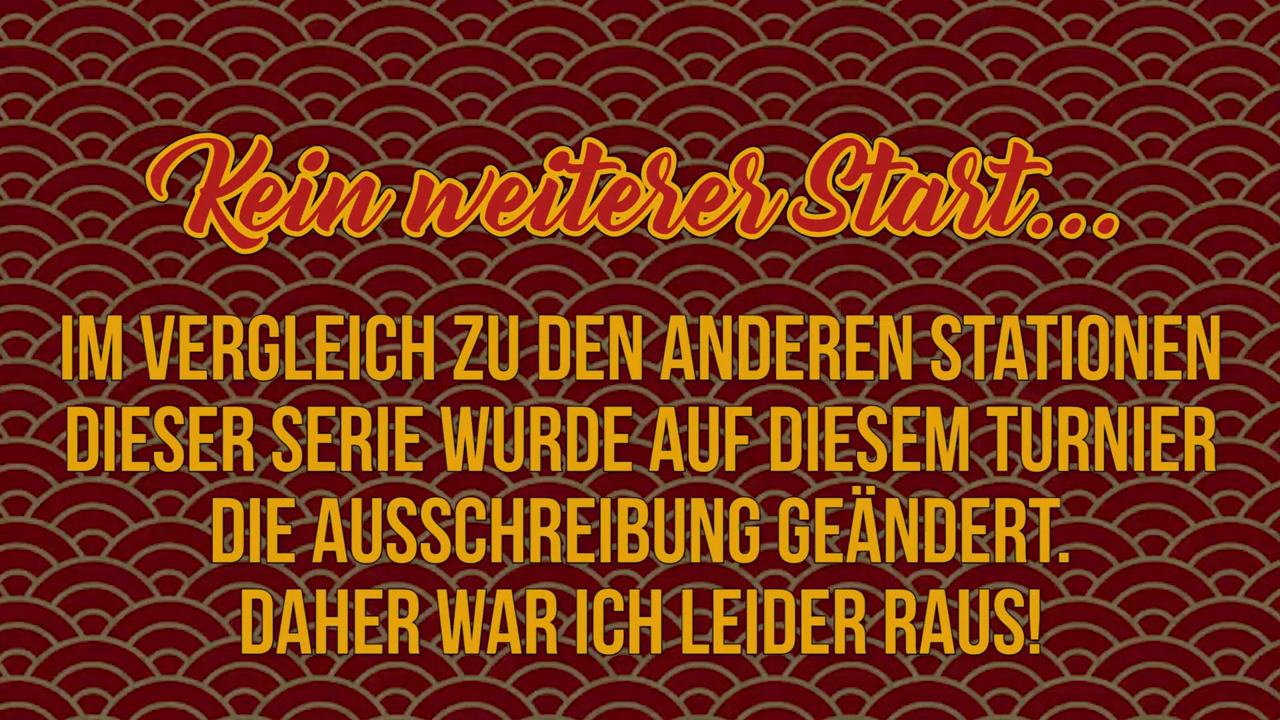 Kein weiterer Start...
IM VERGLEICH ZU DEN ANDEREN STATIONEN
DIESER SERIE WURDE AUF DIESEM TURNIER
DIE AUSSCHREIBUNG GEÄNDERT.
DAHER WAR ICH LEIDER RAUS!